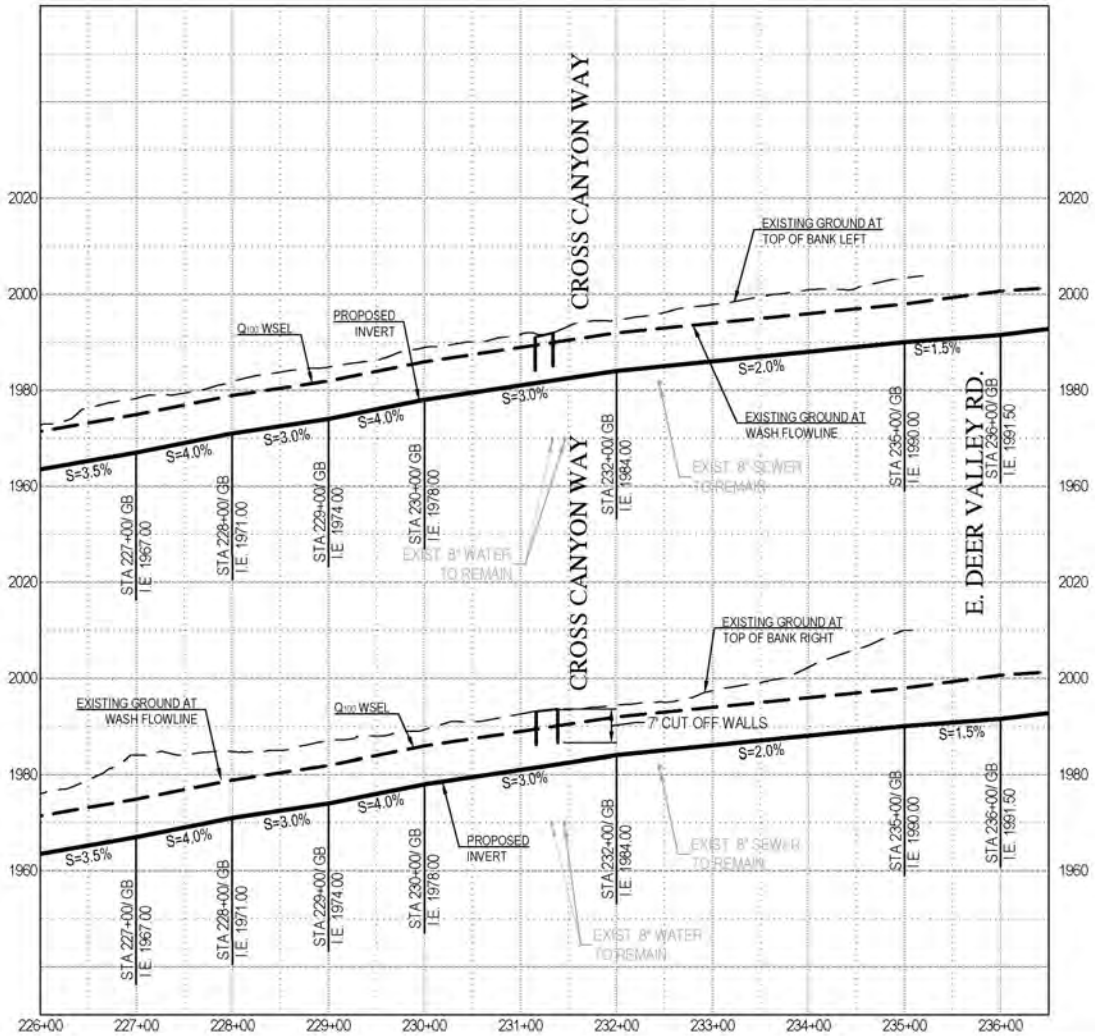 CROSS CANYON WAY
2020
2020
EXISTING GROUND AT
TOP OF BANK LEFT
2000
2000
PROPOSED
INVERT
Q100 WSEL
1980
1980
S=3.5%
S=4.0%
S=3.0%
S=4.0%
S=3.0%
S=2.0%
S=1.5%
EXISTING GROUND AT
WASH FLOWLINE
1960
1960
STA 227+00/ GB
I.E. 1967.00
STA 228+00/ GB
I.E. 1971.00
STA 229+00/ GB
I.E. 1974.00
STA 230+00/ GB
I.E. 1978.00
STA 232+00/ GB
I.E. 1984.00
STA 235+00/ GB
I.E. 1990.00
STA 236+00/ GB
I.E. 1991.50
EXIST. 8" SEWER
TO REMAIN
EXIST. 8" WATER
TO REMAIN
CROSS CANYON WAY
E. DEER VALLEY RD.
2020
2020
EXISTING GROUND AT
TOP OF BANK RIGHT
2000
2000
EXISTING GROUND AT
WASH FLOWLINE
Q100 WSEL
7' CUT OFF WALLS
1980
1980
S=3.5%
S=4.0%
S=3.0%
S=4.0%
S=3.0%
S=2.0%
S=1.5%
PROPOSED
INVERT
1960
1960
STA 227+00/ GB
I.E. 1967.00
STA 228+00/ GB
I.E. 1971.00
STA 229+00/ GB
I.E. 1974.00
STA 230+00/ GB
I.E. 1978.00
STA 232+00/ GB
I.E. 1984.00
STA 235+00/ GB
I.E. 1990.00
STA 236+00/ GB
I.E. 1991.50
EXIST. 8" SEWER
TO REMAIN
EXIST 8" WATER
TO REMAIN
226+00
227+00
228+00
229+00
230+00
231+00
232+00
233+00
234+00
235+00
236+00